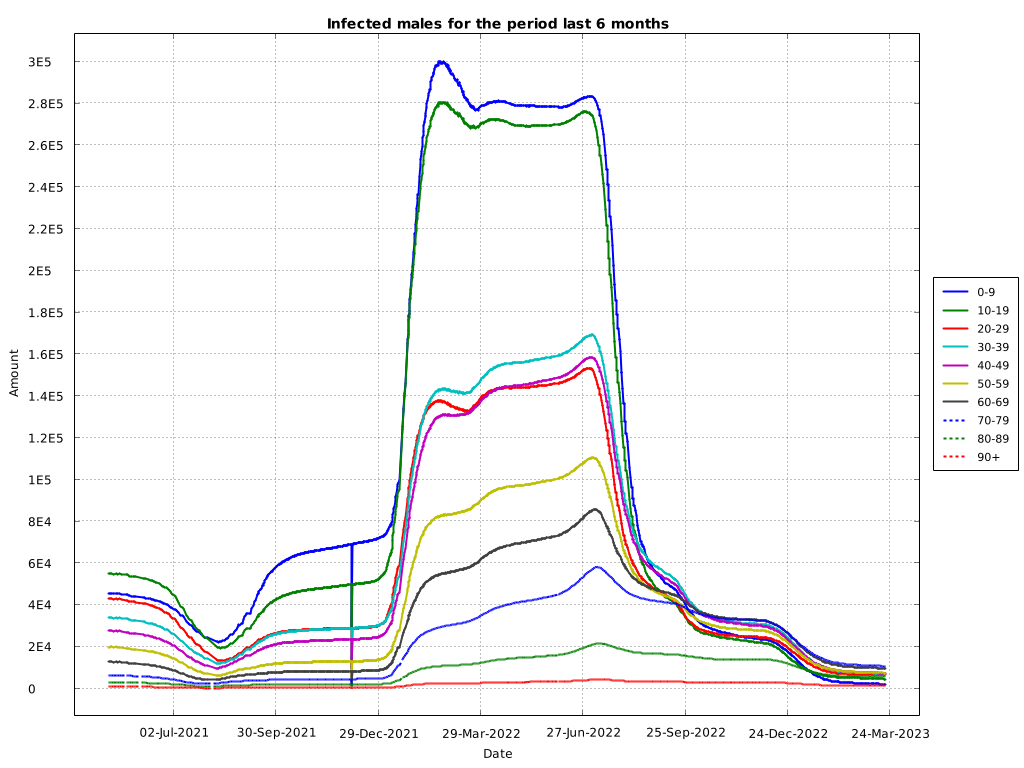 Infected males for the period last 6 months
Amount
3E5
2.8E5
2.6E5
2.4E5
2.2E5
2E5
1.8E5
1.6E5
1.4E5
1.2E5
1E5
8E4
6E4
4E4
2E4
0
02-Jul-2021 30-Sep-2021 29-Dec-2021 29-Mar-2022 27-Jun-2022 25-Sep-2022 24-Dec-2022 24-Mar-2023
Date
0-9
10-19
20-29
30-39
40-49
50-59
60-69
70-79
80-89
90+